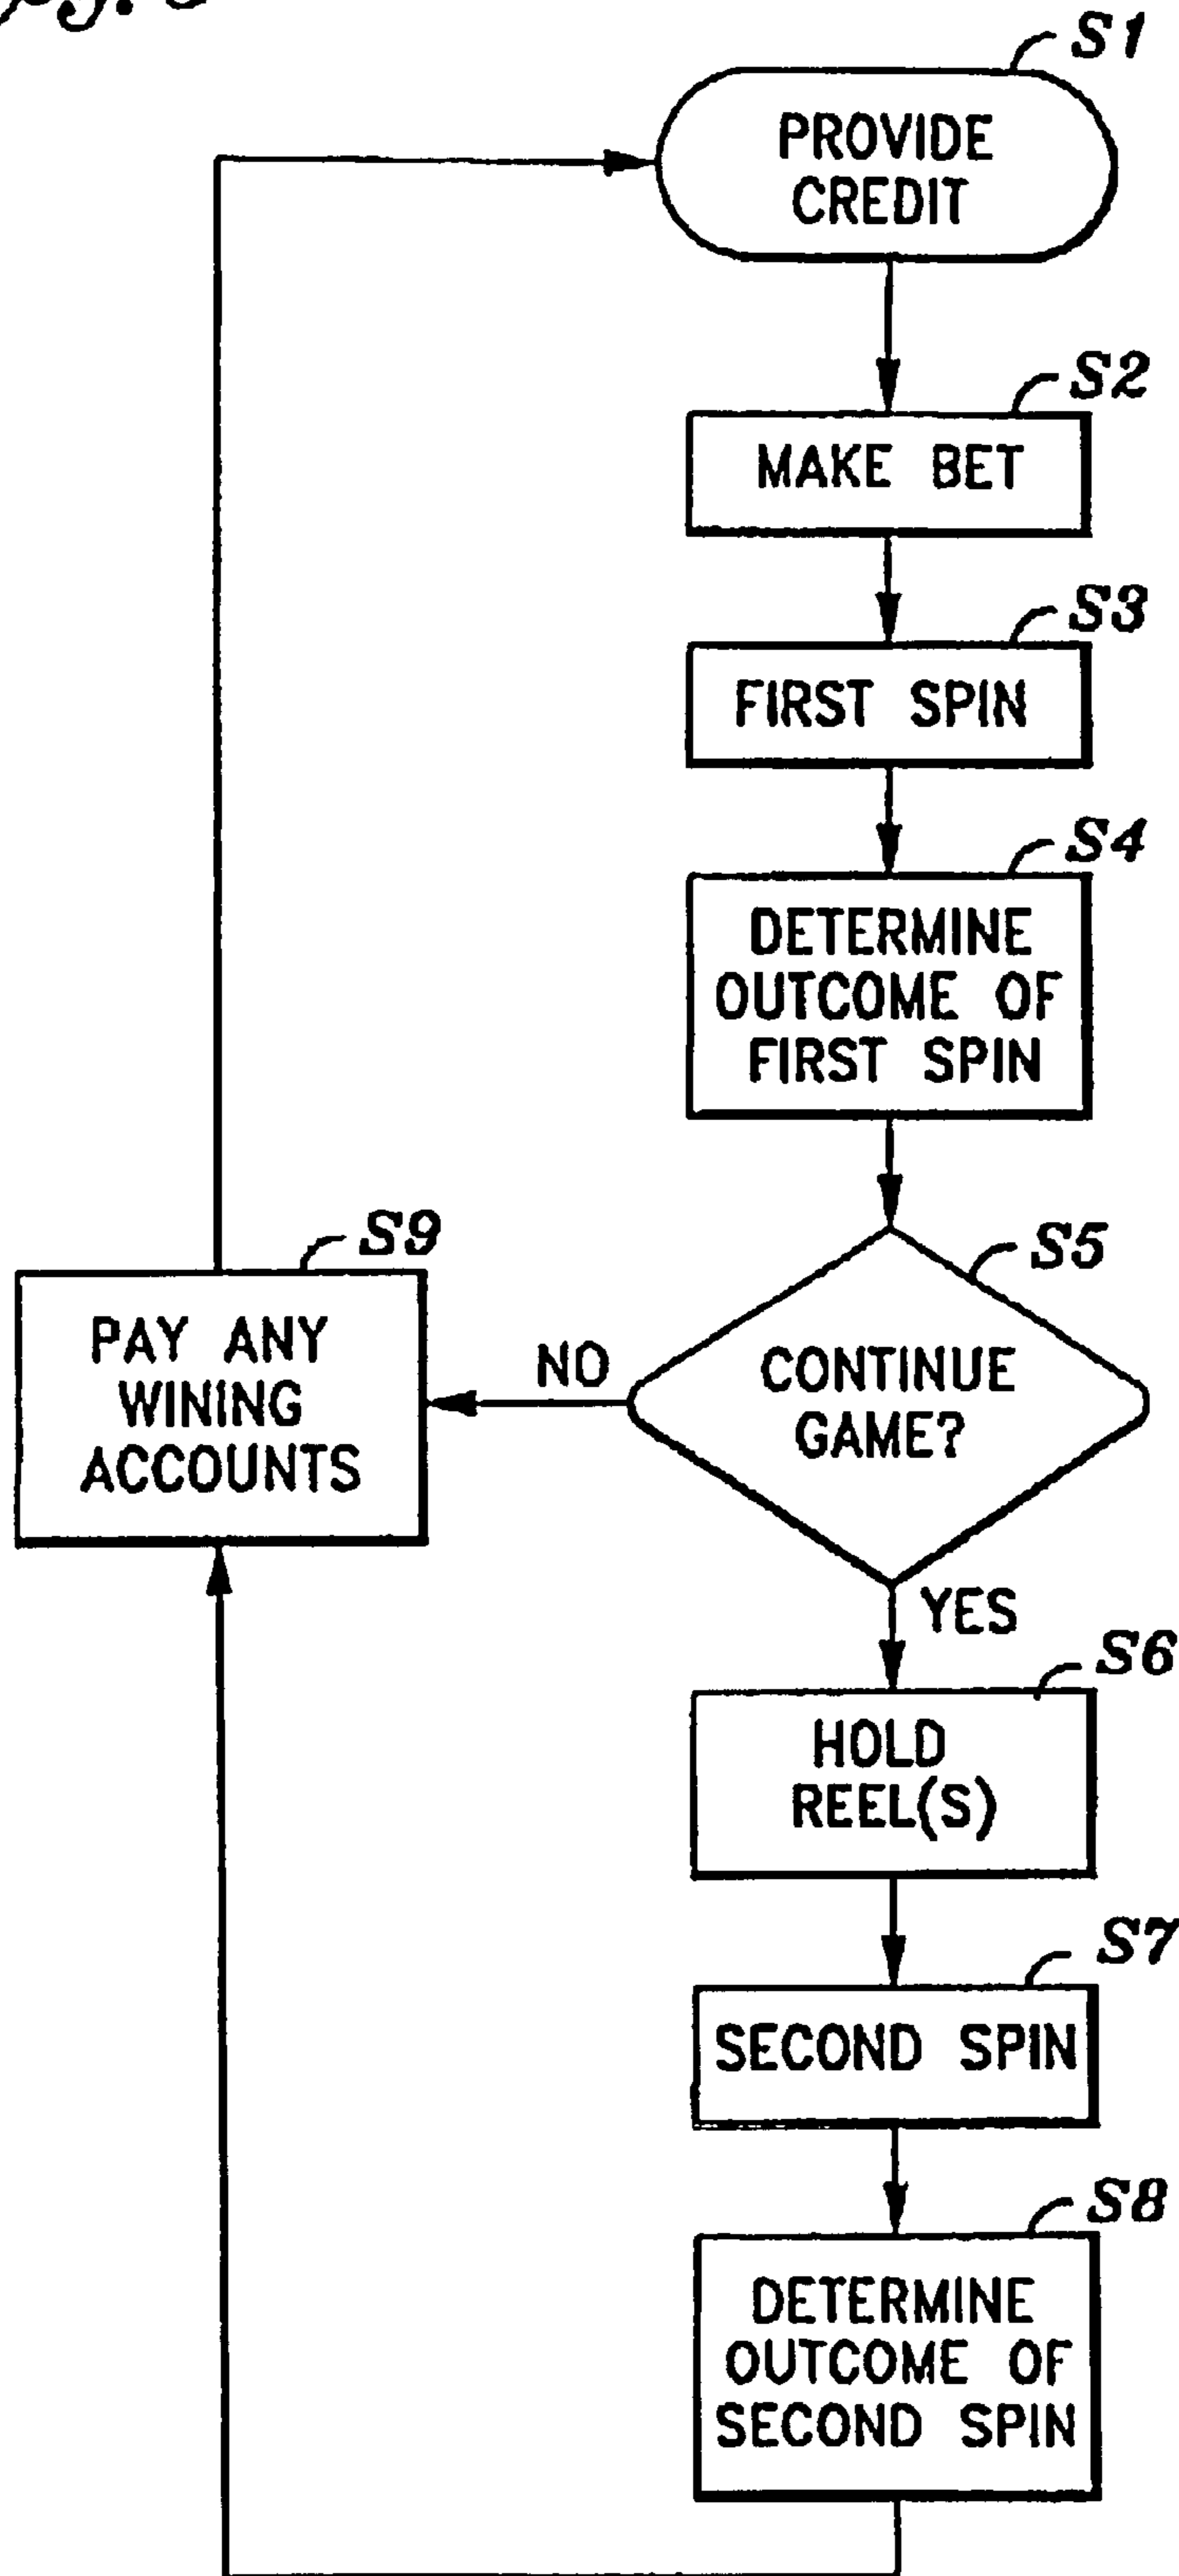 S1
PROVIDE
CREDIT
S2
MAKE BET
S3
FIRST SPIN
S4
DETERMINE
OUTCOME OF
FIRST SPIN
S5
CONTINUE
GAME?
NO
S9
PAY ANY
WINING
ACCOUNTS
YES
S6
HOLD
REEL(S)
S7
SECOND SPIN
S8
DETERMINE
OUTCOME OF
SECOND SPIN